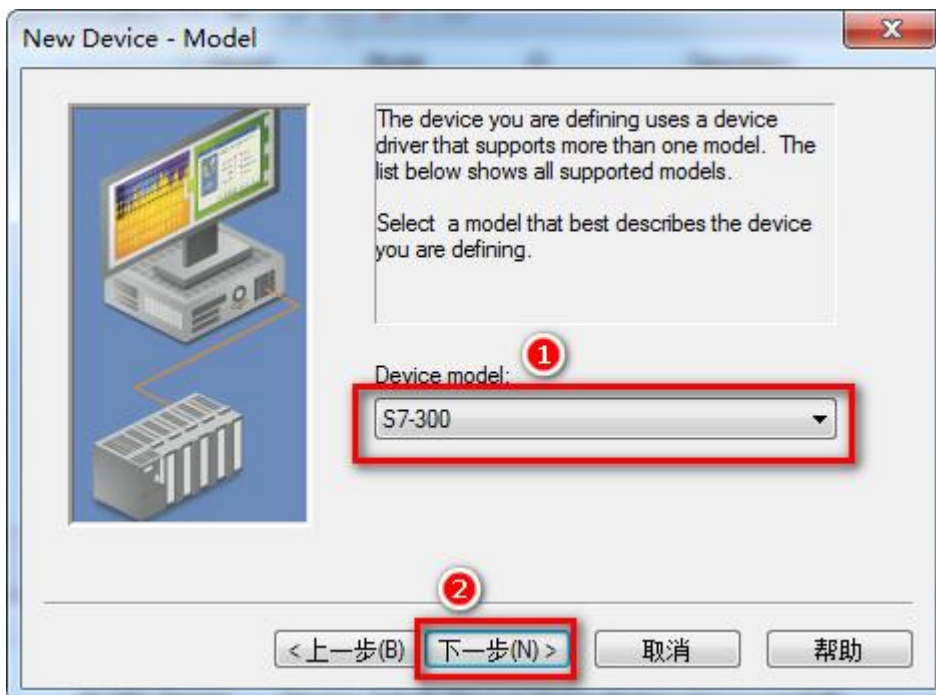 New Device - Model
The device you are defining uses a device
driver that supports more than one model. The
list below shows all supported models.
Select a model that best describes the device
you are defining.
1
Device model:
S7-300
2
<上一步(B)
下一步(N)>
取消
帮助